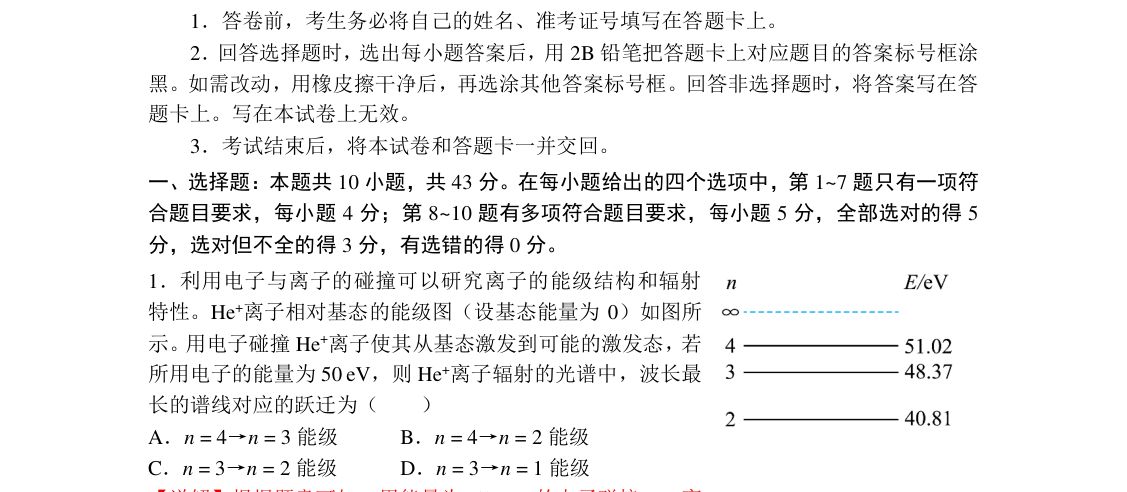 1．答卷前，考生务必将自己的姓名、准考证号填写在答题卡上。
2．回答选择题时，选出每小题答案后，用 2B 铅笔把答题卡上对应题目的答案标号框涂
黑。如需改动，用橡皮擦干净后，再选涂其他答案标号框。回答非选择题时，将答案写在答
题卡上。写在本试卷上无效。
3．考试结束后，将本试卷和答题卡一并交回。
一、选择题：本题共 10 小题，共 43 分。在每小题给出的四个选项中，第 1~7 题只有一项符
合题目要求，每小题 4 分；第 8~10 题有多项符合题目要求，每小题 5 分，全部选对的得 5
分，选对但不全的得 3 分，有选错的得 0 分。
1．利用电子与离子的碰撞可以研究离子的能级结构和辐射
特性。He⁺离子相对基态的能级图（设基态能量为 0）如图所
示。用电子碰撞 He⁺离子使其从基态激发到可能的激发态，若
所用电子的能量为 50 eV，则 He⁺离子辐射的光谱中，波长最
长的谱线对应的跃迁为（　　）
A．n = 4→n = 3 能级　　B．n = 4→n = 2 能级
C．n = 3→n = 2 能级　　D．n = 3→n = 1 能级
n　E/eV
∞
4　51.02
3　48.37
2　40.81